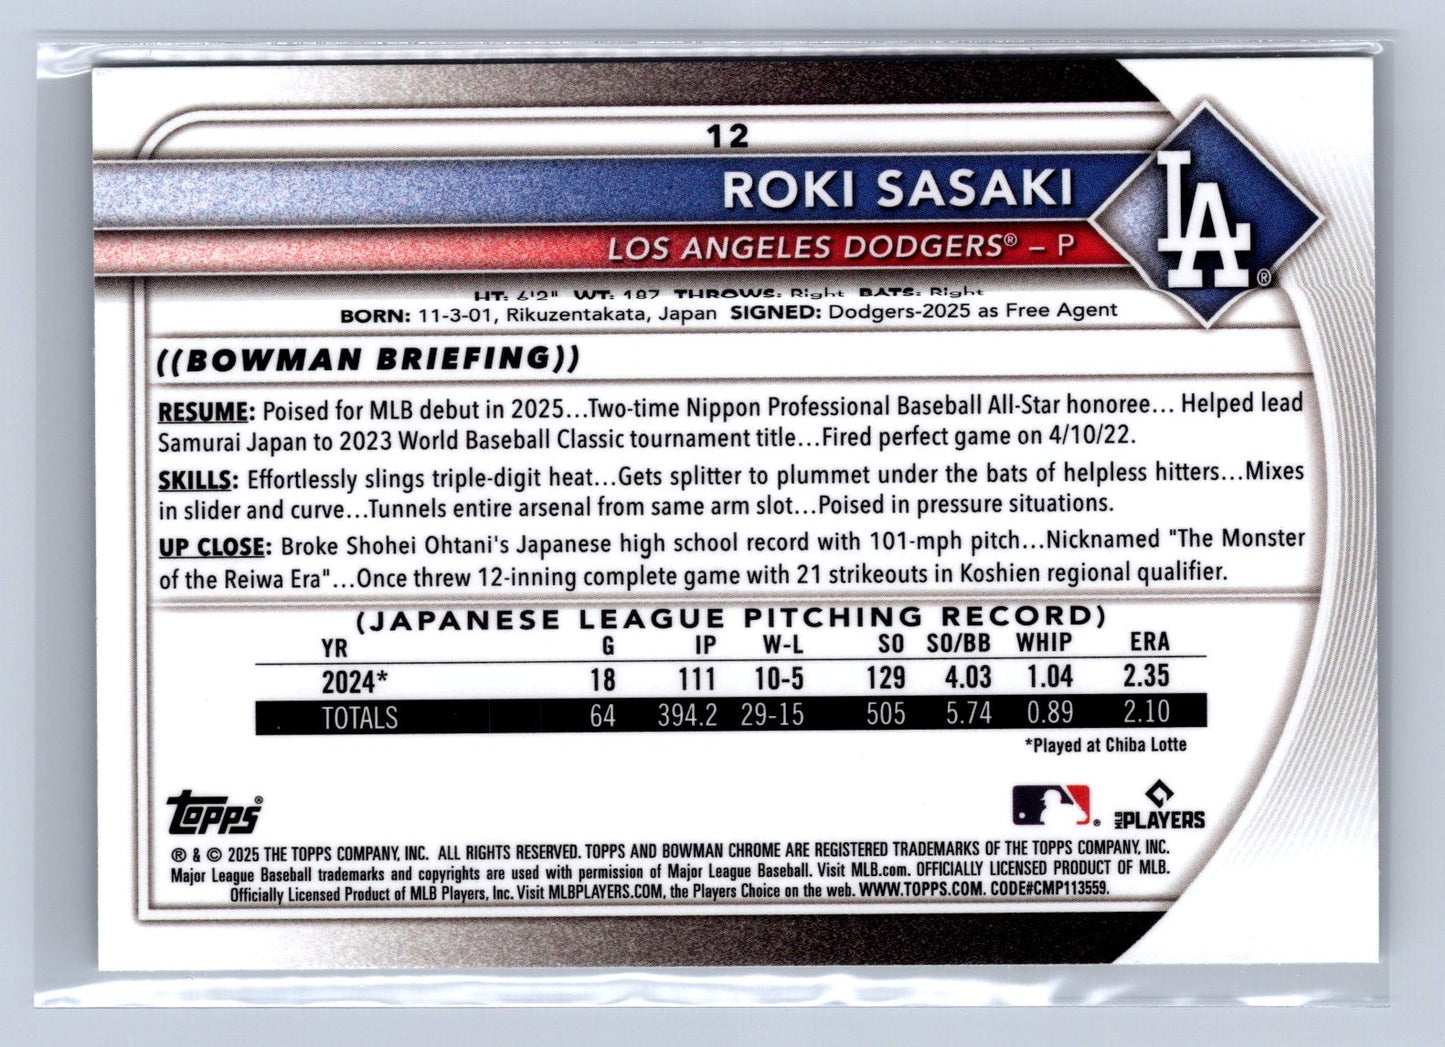 12
ROKI SASAKI
LA
®
LOS ANGELES DODGERS® – P
HT: 6'2" WT: 187 THROWS: Right BATS: Right
BORN: 11-3-01, Rikuzentakata, Japan SIGNED: Dodgers-2025 as Free Agent
((BOWMAN BRIEFING))
RESUME: Poised for MLB debut in 2025...Two-time Nippon Professional Baseball All-Star honoree... Helped lead
Samurai Japan to 2023 World Baseball Classic tournament title...Fired perfect game on 4/10/22.
SKILLS: Effortlessly slings triple-digit heat...Gets splitter to plummet under the bats of helpless hitters...Mixes
in slider and curve...Tunnels entire arsenal from same arm slot...Poised in pressure situations.
UP CLOSE: Broke Shohei Ohtani's Japanese high school record with 101-mph pitch...Nicknamed "The Monster
of the Reiwa Era"...Once threw 12-inning complete game with 21 strikeouts in Koshien regional qualifier.
(JAPANESE LEAGUE PITCHING RECORD)
YR G IP W-L SO SO/BB WHIP ERA
2024* 18 111 10-5 129 4.03 1.04 2.35
TOTALS 64 394.2 29-15 505 5.74 0.89 2.10
*Played at Chiba Lotte
TOPPS®
®
MLB PLAYERS
® & © 2025 THE TOPPS COMPANY, INC. ALL RIGHTS RESERVED. TOPPS AND BOWMAN CHROME ARE REGISTERED TRADEMARKS OF THE TOPPS COMPANY, INC.
Major League Baseball trademarks and copyrights are used with permission of Major League Baseball. Visit MLB.com. OFFICIALLY LICENSED PRODUCT OF MLB.
Officially Licensed Product of MLB Players, Inc. Visit MLBPLAYERS.COM, the Players Choice on the web. WWW.TOPPS.COM. CODE#CMP113559.